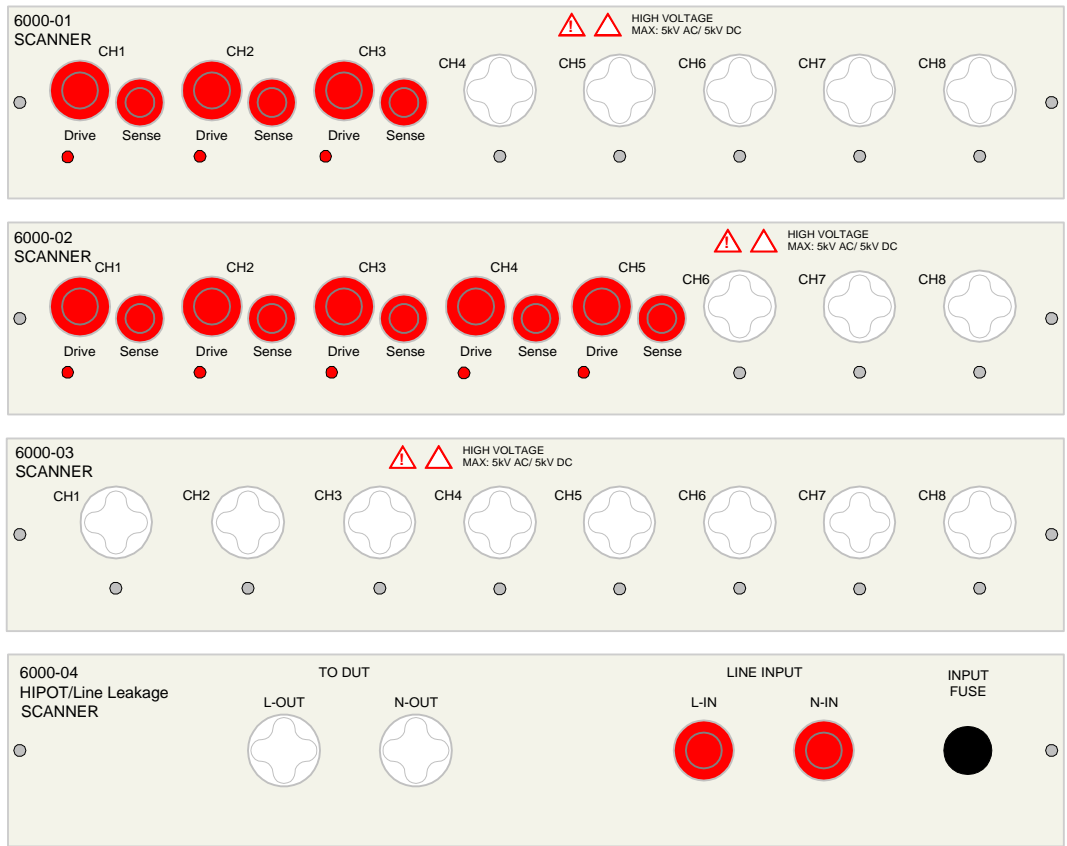 6000-01
SCANNER
HIGH VOLTAGE
MAX: 5kV AC/ 5kV DC
!
CH1
CH2
CH3
CH4
CH5
CH6
CH7
CH8
Drive
Sense
Drive
Sense
Drive
Sense
6000-02
SCANNER
HIGH VOLTAGE
MAX: 5kV AC/ 5kV DC
!
CH1
CH2
CH3
CH4
CH5
CH6
CH7
CH8
Drive
Sense
Drive
Sense
Drive
Sense
Drive
Sense
Drive
Sense
6000-03
SCANNER
HIGH VOLTAGE
MAX: 5kV AC/ 5kV DC
!
CH1
CH2
CH3
CH4
CH5
CH6
CH7
CH8
6000-04
HIPOT/Line Leakage
SCANNER
TO DUT
L-OUT
N-OUT
LINE INPUT
L-IN
N-IN
INPUT
FUSE